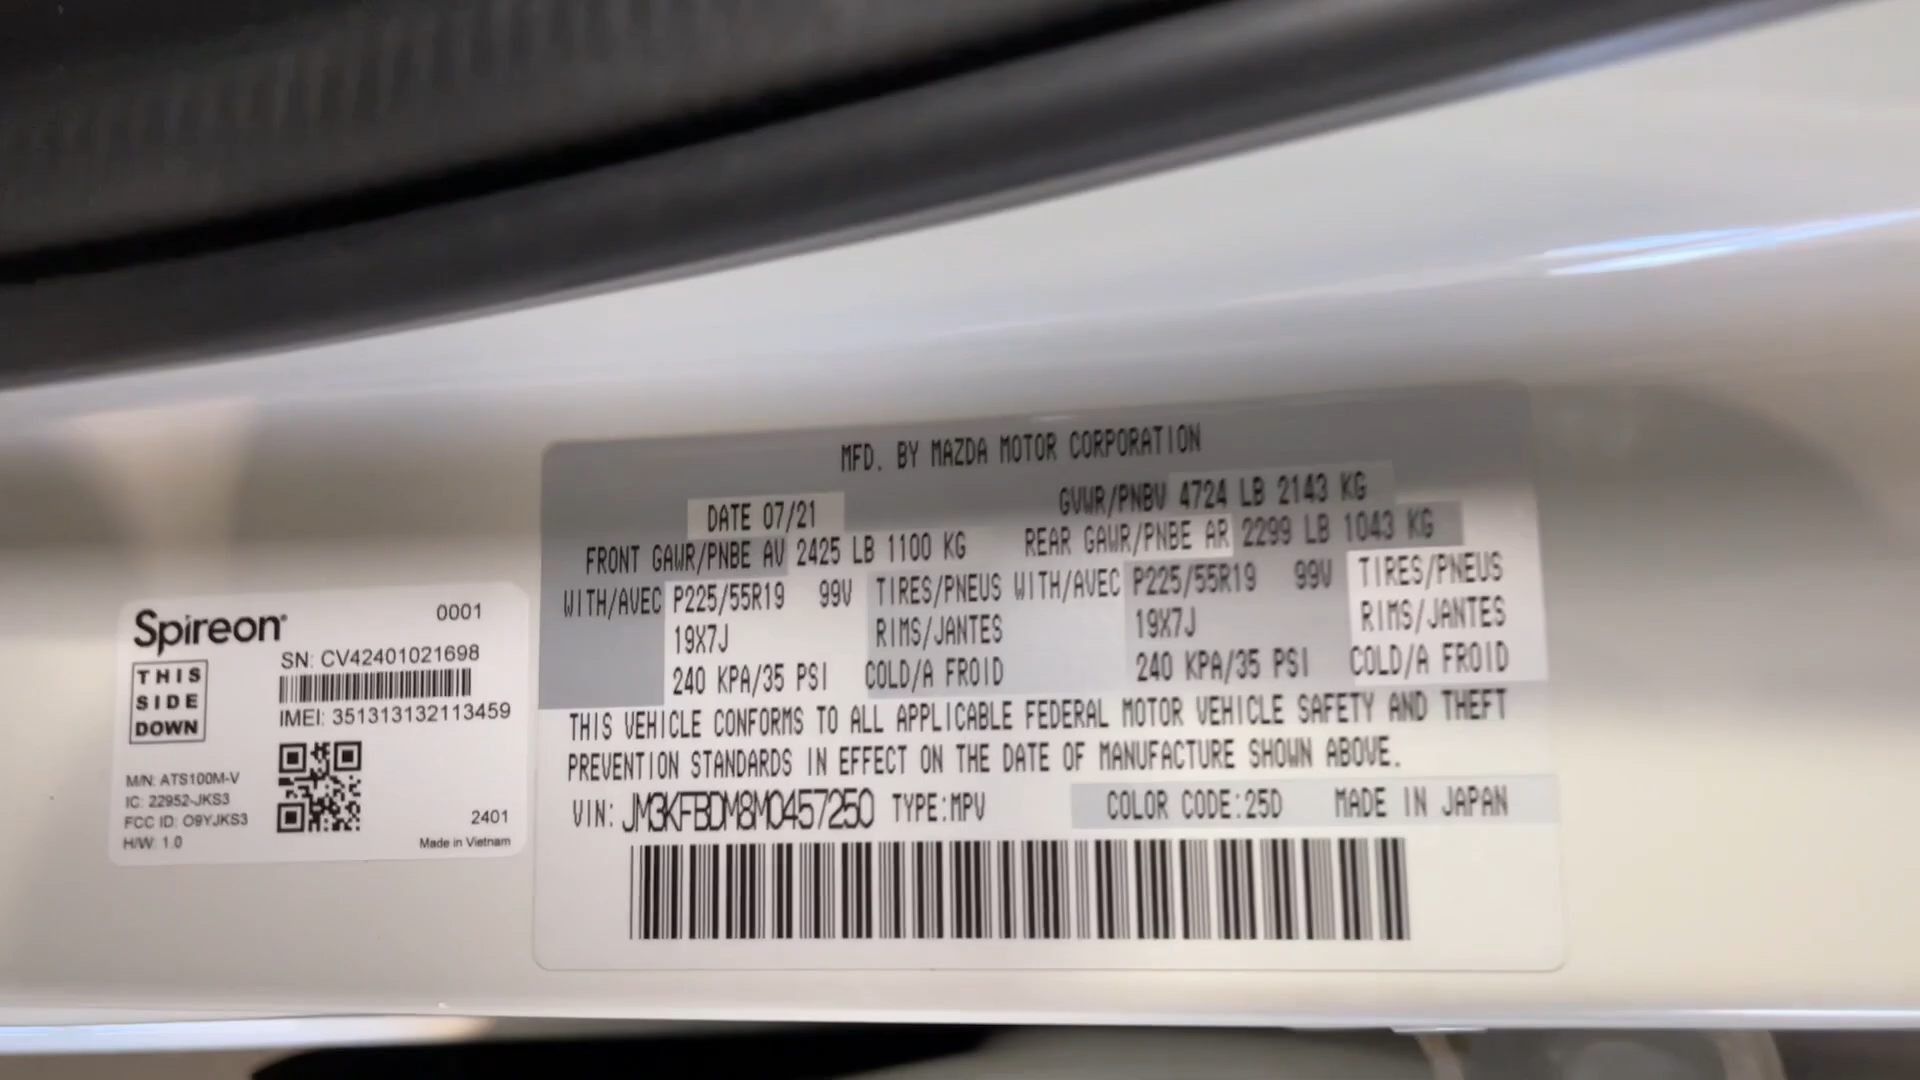 Spireon 0001
THIS
SIDE
DOWN
SN: CV42401021698
IMEI: 351313132113459
M/N: ATS100M-V
IC: 22952-JKS3
FCC ID: O9YJKS3
H/W: 1.0
2401
Made in Vietnam
MFD. BY MAZDA MOTOR CORPORATION
DATE 07/21 GVWR/PNBV 4724 LB 2143 KG
FRONT GAWR/PNBE AV 2425 LB 1100 KG REAR GAWR/PNBE AR 2299 LB 1043 KG
WITH/AVEC P225/55R19 99V TIRES/PNEUS WITH/AVEC P225/55R19 99V TIRES/PNEUS
19X7J RIMS/JANTES 19X7J RIMS/JANTES
240 KPA/35 PSI COLD/A FROID 240 KPA/35 PSI COLD/A FROID
THIS VEHICLE CONFORMS TO ALL APPLICABLE FEDERAL MOTOR VEHICLE SAFETY AND THEFT
PREVENTION STANDARDS IN EFFECT ON THE DATE OF MANUFACTURE SHOWN ABOVE.
VIN: JM3KFBDM8M0457250 TYPE:MPV COLOR CODE:25D MADE IN JAPAN